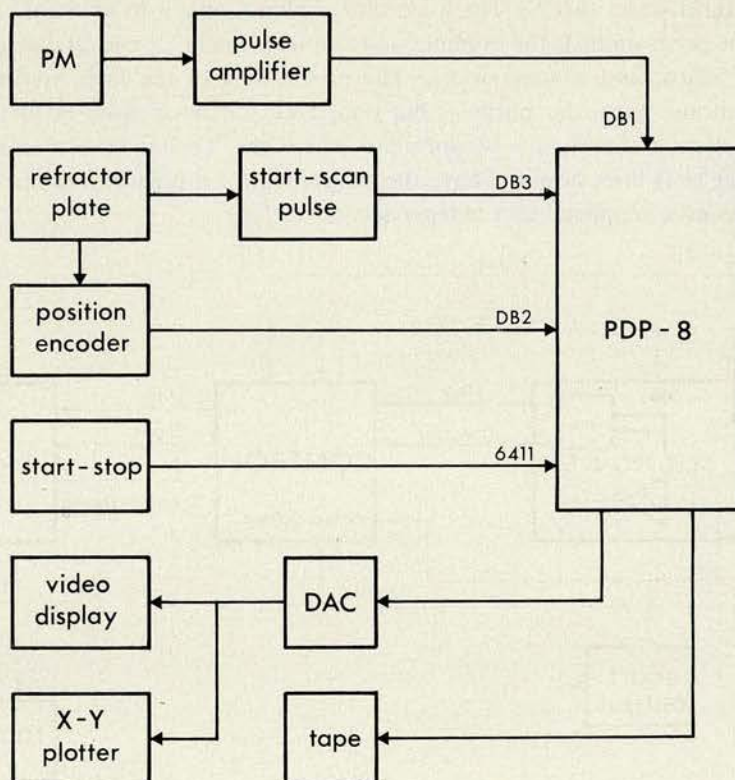 PM
pulse
amplifier
DB1
refractor
plate
start-scan
pulse
DB3
position
encoder
DB2
PDP-8
start-stop
6411
video
display
DAC
X-Y
plotter
tape